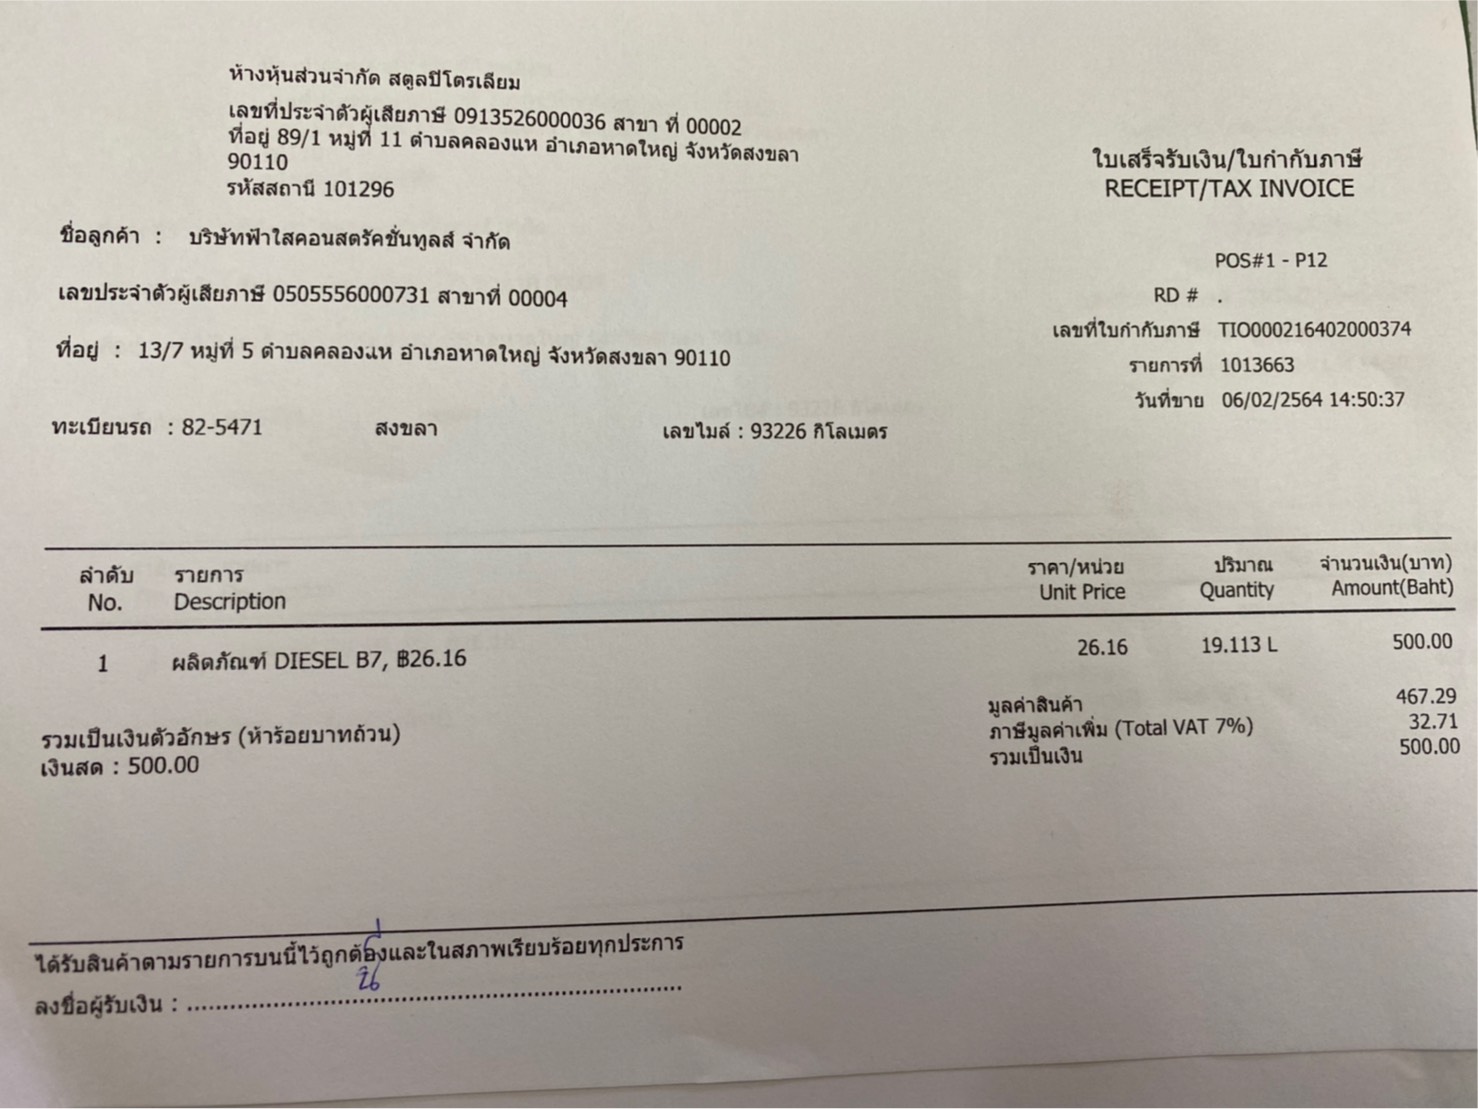 ห้างหุ้นส่วนจำกัด สตูลปิโตรเลียม
เลขที่ประจำตัวผู้เสียภาษี 0913526000036 สาขา ที่ 00002
ที่อยู่ 89/1 หมู่ที่ 11 ตำบลคลองแห อำเภอหาดใหญ่ จังหวัดสงขลา
90110
รหัสสถานี 101296
ใบเสร็จรับเงิน/ใบกำกับภาษี
RECEIPT/TAX INVOICE
ชื่อลูกค้า : บริษัทฟ้าใสคอนสตรัคชั่นทูลส์ จำกัด
POS#1 - P12
เลขประจำตัวผู้เสียภาษี 0505556000731 สาขาที่ 00004
RD # .
เลขที่ใบกำกับภาษี TIO000216402000374
ที่อยู่ : 13/7 หมู่ที่ 5 ตำบลคลองแห อำเภอหาดใหญ่ จังหวัดสงขลา 90110
รายการที่ 1013663
วันที่ขาย 06/02/2564 14:50:37
ทะเบียนรถ : 82-5471 สงขลา เลขไมล์ : 93226 กิโลเมตร
ลำดับ รายการ ราคา/หน่วย ปริมาณ จำนวนเงิน(บาท)
No. Description Unit Price Quantity Amount(Baht)
1 ผลิตภัณฑ์ DIESEL B7, ฿26.16 26.16 19.113 L 500.00
มูลค่าสินค้า 467.29
ภาษีมูลค่าเพิ่ม (Total VAT 7%) 32.71
รวมเป็นเงิน 500.00
รวมเป็นเงินตัวอักษร (ห้าร้อยบาทถ้วน)
เงินสด : 500.00
ได้รับสินค้าตามรายการบนนี้ไว้ถูกต้องและในสภาพเรียบร้อยทุกประการ
ลงชื่อผู้รับเงิน : ......................................................................